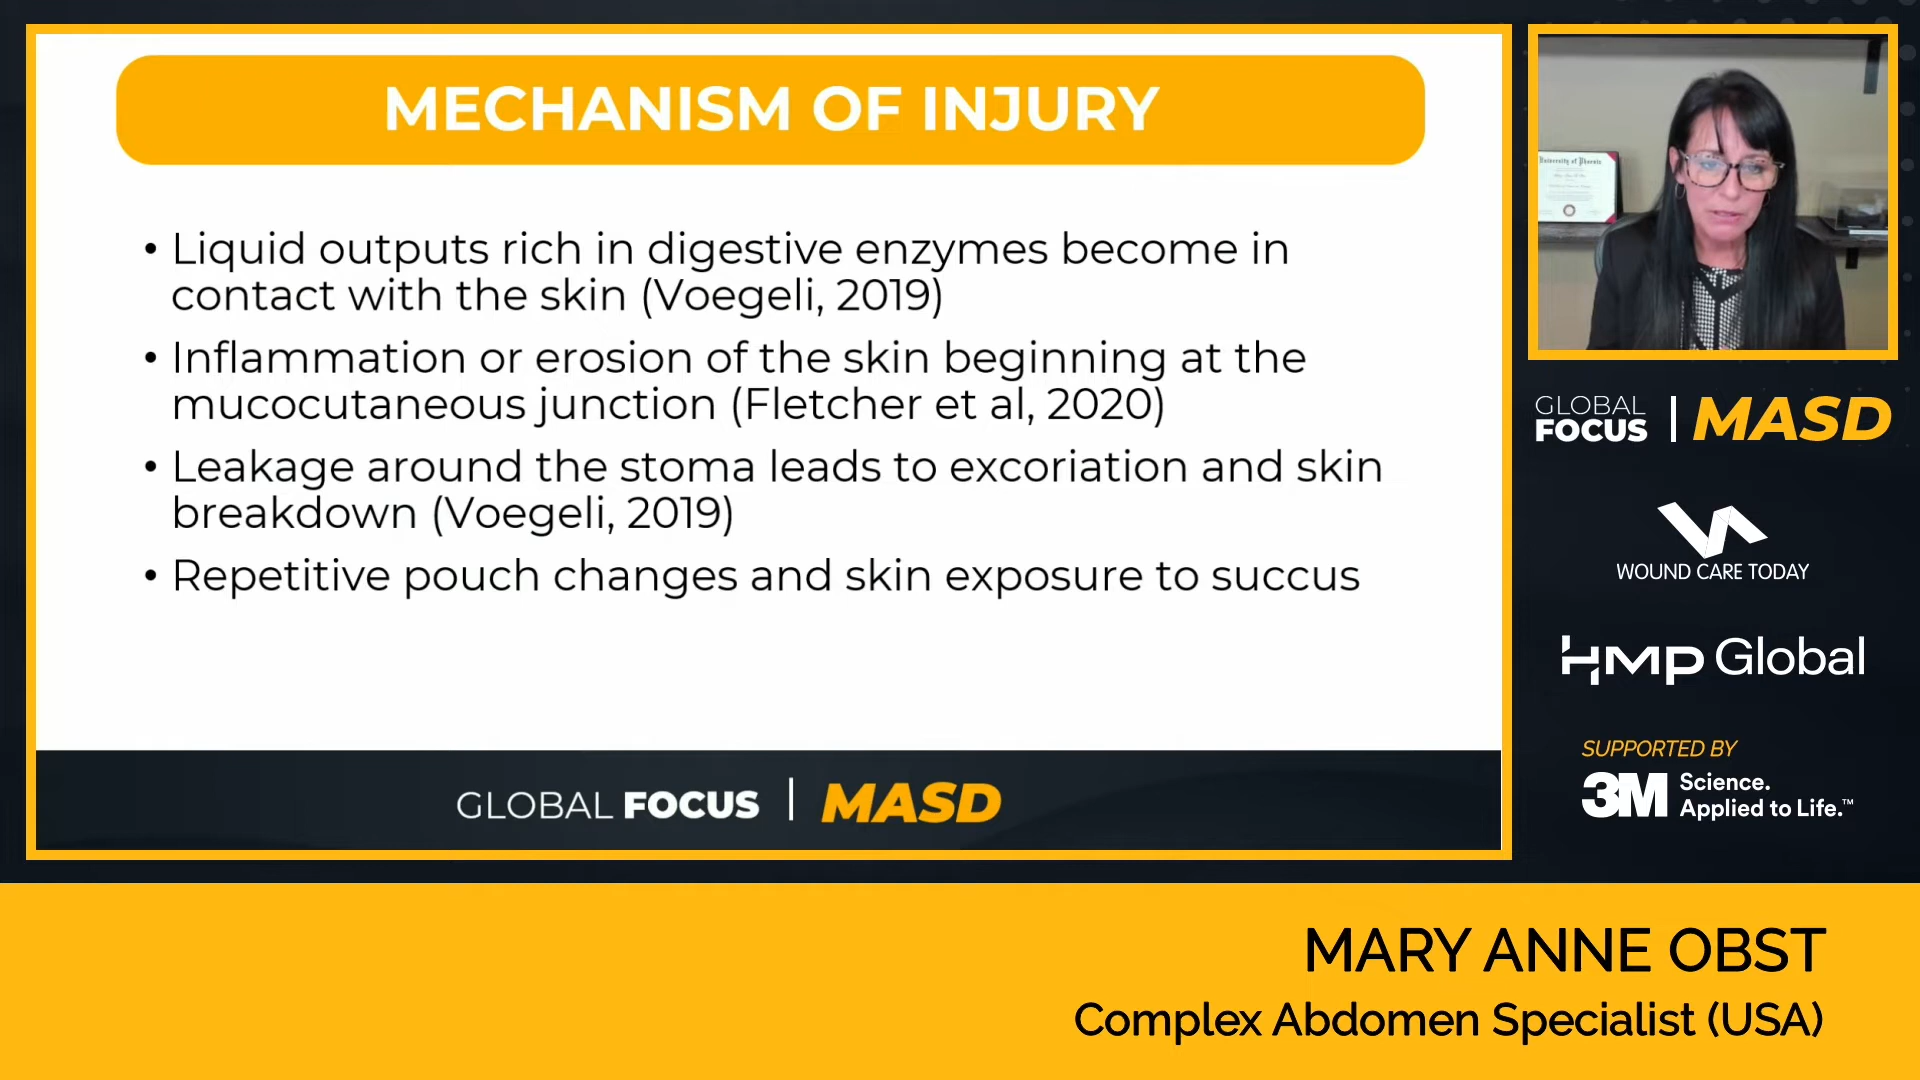 MECHANISM OF INJURY
• Liquid outputs rich in digestive enzymes become in
contact with the skin (Voegeli, 2019)
• Inflammation or erosion of the skin beginning at the
mucocutaneous junction (Fletcher et al, 2020)
• Leakage around the stoma leads to excoriation and skin
breakdown (Voegeli, 2019)
• Repetitive pouch changes and skin exposure to succus
GLOBAL FOCUS | MASD
University of Phoenix
GLOBAL
FOCUS | MASD
WOUND CARE TODAY
HMP Global
SUPPORTED BY
3M Science.
Applied to Life.™
MARY ANNE OBST
Complex Abdomen Specialist (USA)